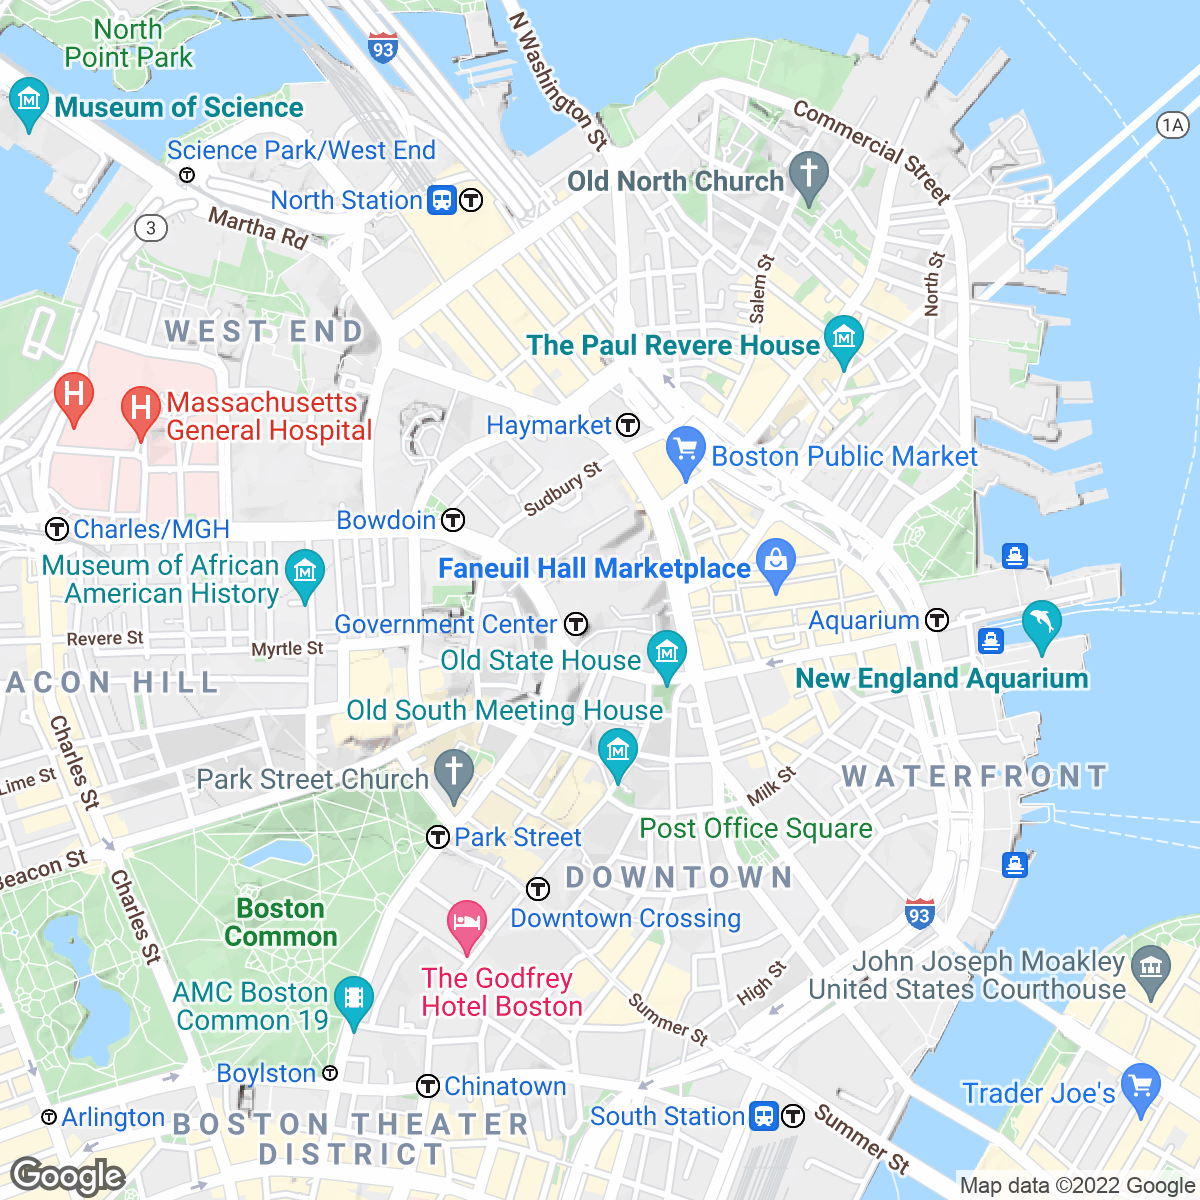 North
Point Park
93
N Washington St
Museum of Science
Commercial Street
1A
Science Park/West End
Old North Church
North Station
Martha Rd
3
Salem St
North St
WEST END
The Paul Revere House
Massachusetts
General Hospital
Haymarket
Boston Public Market
Sudbury St
Bowdoin
Charles/MGH
Museum of African
American History
Faneuil Hall Marketplace
Government Center
Aquarium
Revere St
Myrtle St
Old State House
New England Aquarium
ACON HILL
Old South Meeting House
Charles St
Park Street Church
Lime St
Milk St
WATERFRONT
Post Office Square
Park Street
Beacon St
DOWNTOWN
Charles St
Boston
Common
Downtown Crossing
93
The Godfrey
Hotel Boston
High St
John Joseph Moakley
United States Courthouse
AMC Boston
Common 19
Summer St
Boylston
Chinatown
Trader Joe's
Arlington
South Station
BOSTON THEATER
DISTRICT
Summer St
Google
Map data ©2022 Google